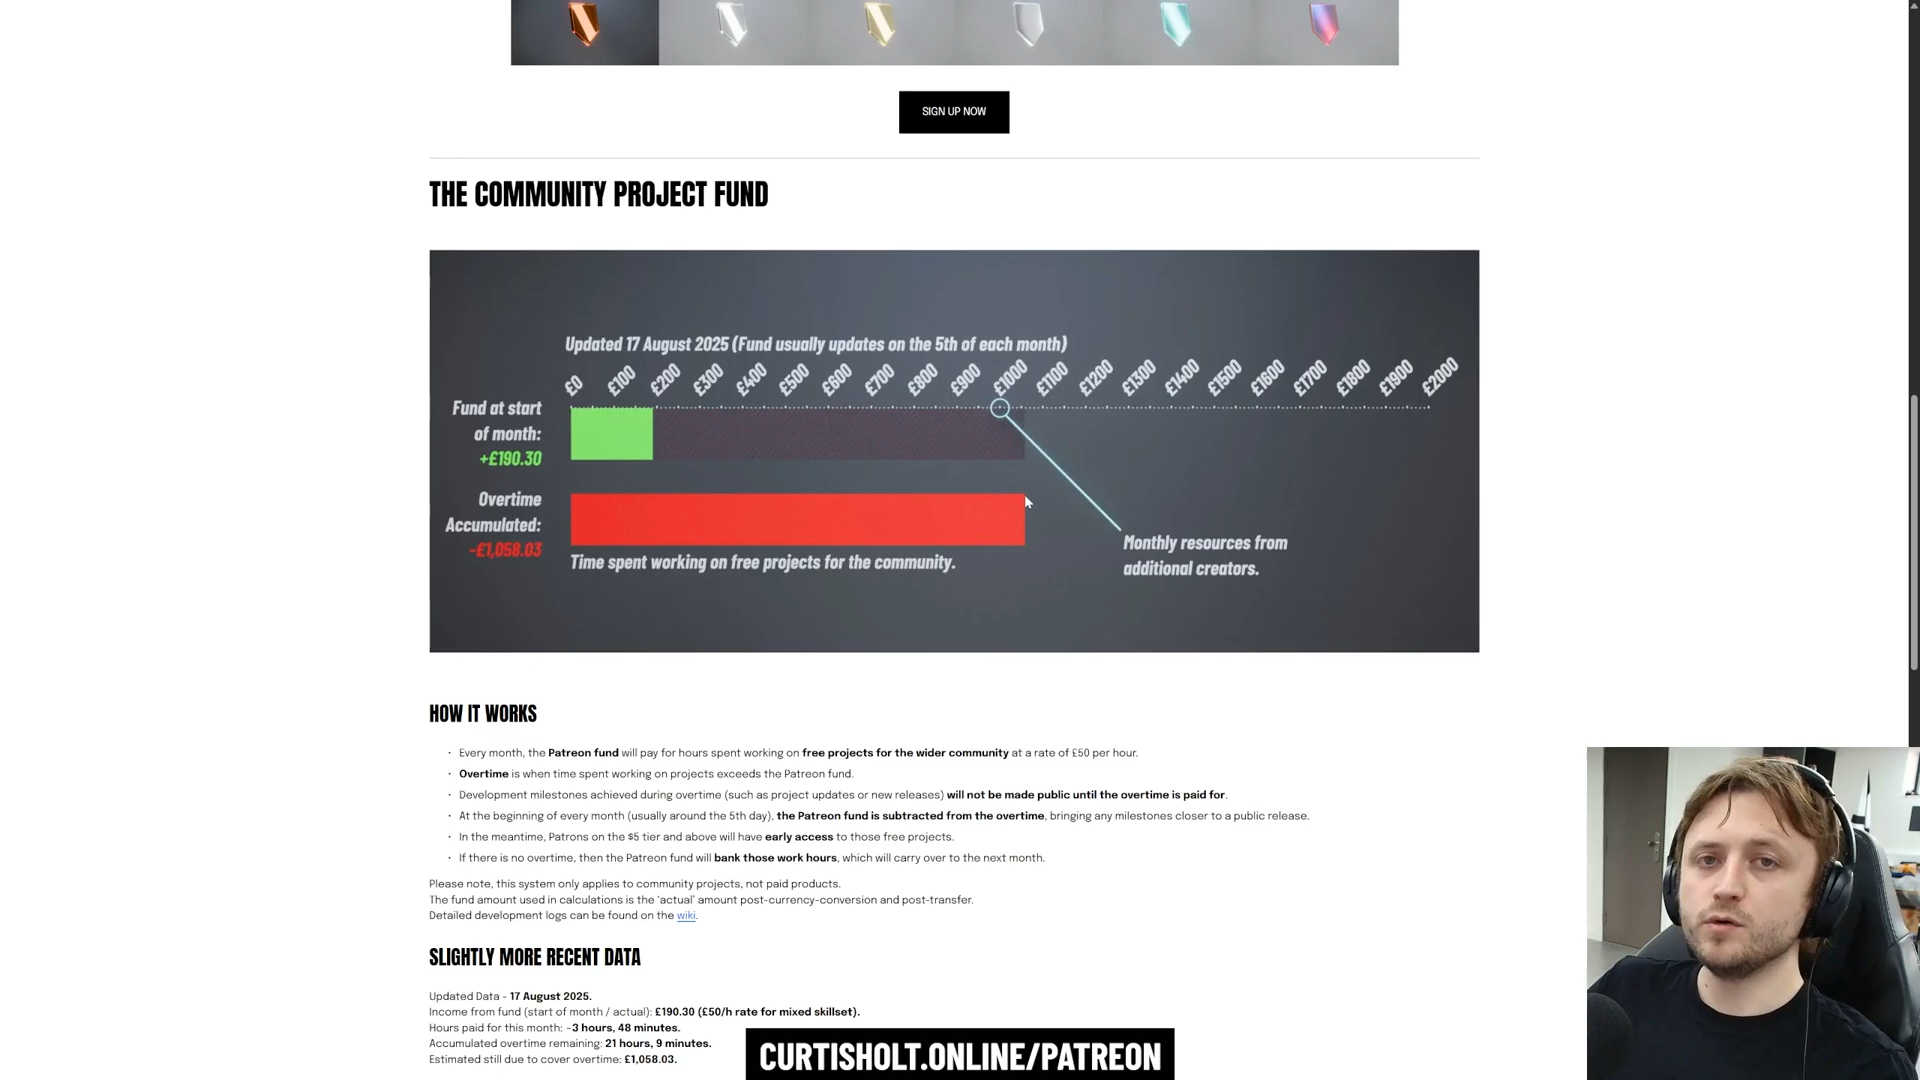 SIGN UP NOW
THE COMMUNITY PROJECT FUND
Updated 17 August 2025 (Fund usually updates on the 5th of each month)
£0 £100 £200 £300 £400 £500 £600 £700 £800 £900 £1000 £1100 £1200 £1300 £1400 £1500 £1600 £1700 £1800 £1900 £2000
Fund at start
of month:
+£190.30
Overtime
Accumulated:
-£1,058.03
Time spent working on free projects for the community.
Monthly resources from
additional creators.
HOW IT WORKS
· Every month, the Patreon fund will pay for hours spent working on free projects for the wider community at a rate of £50 per hour.
· Overtime is when time spent working on projects exceeds the Patreon fund.
· Development milestones achieved during overtime (such as project updates or new releases) will not be made public until the overtime is paid for.
· At the beginning of every month (usually around the 5th day), the Patreon fund is subtracted from the overtime, bringing any milestones closer to a public release.
· In the meantime, Patrons on the $5 tier and above will have early access to those free projects.
· If there is no overtime, then the Patreon fund will bank those work hours, which will carry over to the next month.
Please note, this system only applies to community projects, not paid products.
The fund amount used in calculations is the 'actual' amount post-currency-conversion and post-transfer.
Detailed development logs can be found on the wiki.
SLIGHTLY MORE RECENT DATA
Updated Data - 17 August 2025.
Income from fund (start of month / actual): £190.30 (£50/h rate for mixed skillset).
Hours paid for this month: ~3 hours, 48 minutes.
Accumulated overtime remaining: 21 hours, 9 minutes.
Estimated still due to cover overtime: £1,058.03.
CURTISHOLT.ONLINE/PATREON